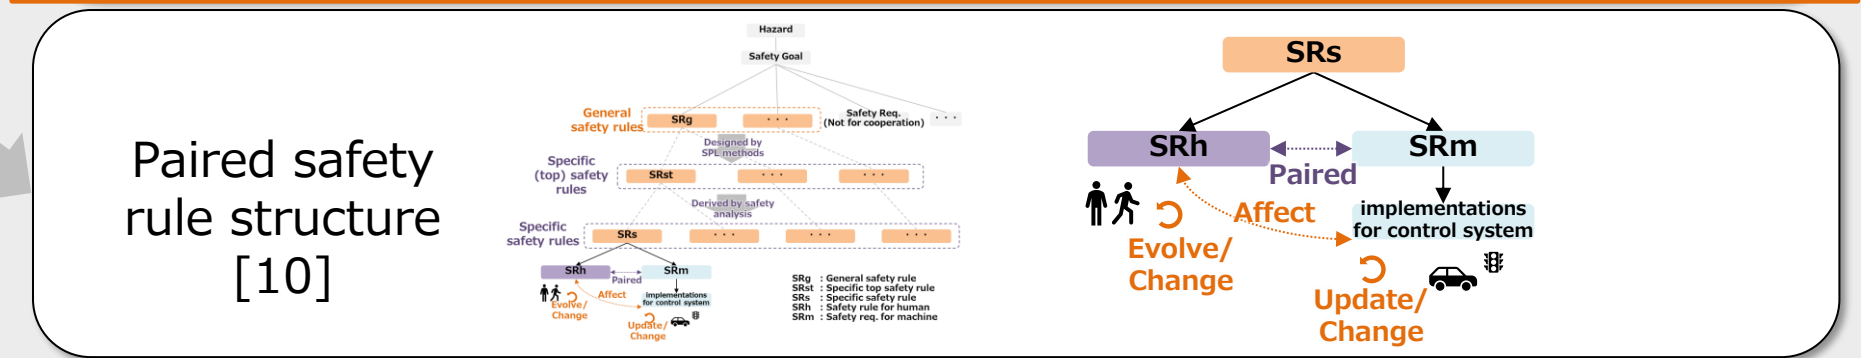 Paired safety
rule structure
[10]
Hazard
Safety Goal
General
safety rules
SRg
· · ·
Safety Req.
(Not for cooperation)
· · ·
Designed by
SPL methods
Specific
(top) safety
rules
SRst
· · ·
· · ·
Derived by safety
analysis
Specific
safety rules
SRs
· · ·
· · ·
· · ·
SRh
SRm
Paired
Affect
implementations
for control system
Evolve/
Change
Update/
Change
SRg : General safety rule
SRst : Specific top safety rule
SRs : Specific safety rule
SRh : Safety rule for human
SRm : Safety req. for machine
SRs
SRh
SRm
Paired
Affect
implementations
for control system
Evolve/
Change
Update/
Change